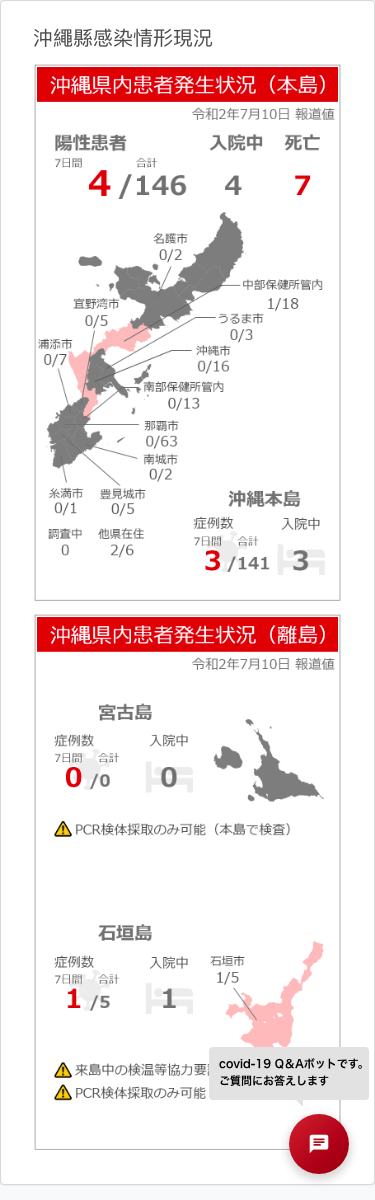 沖縄縣感染情形現況
沖縄県内患者発生状況（本島）
令和2年7月10日 報道値
陽性患者 入院中 死亡
7日間 合計
4/146 4 7
名護市
0/2
宜野湾市
0/5
中部保健所管内
1/18
うるま市
0/3
浦添市
0/7
沖縄市
0/16
南部保健所管内
0/13
那覇市
0/63
南城市
0/2
糸満市
0/1
豊見城市
0/5
沖縄本島
症例数 入院中
7日間 合計
3/141 3
調査中
0
他県在住
2/6
沖縄県内患者発生状況（離島）
令和2年7月10日 報道値
宮古島
症例数 入院中
7日間 合計
0/0 0
PCR検体採取のみ可能（本島で検査）
石垣島
症例数 入院中
7日間 合計
1/5 1
石垣市
1/5
来島中の検温等協力要
PCR検体採取のみ可能
covid-19 Q&Aボットです。
ご質問にお答えします